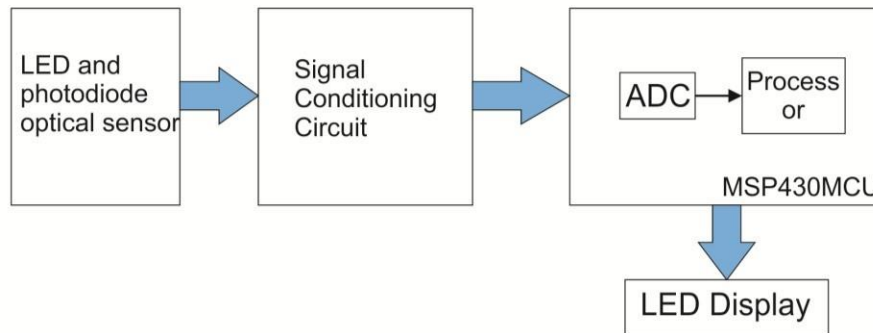 LED and
photodiode
optical sensor
Signal
Conditioning
Circuit
ADC
Process
or
MSP430MCU
LED Display